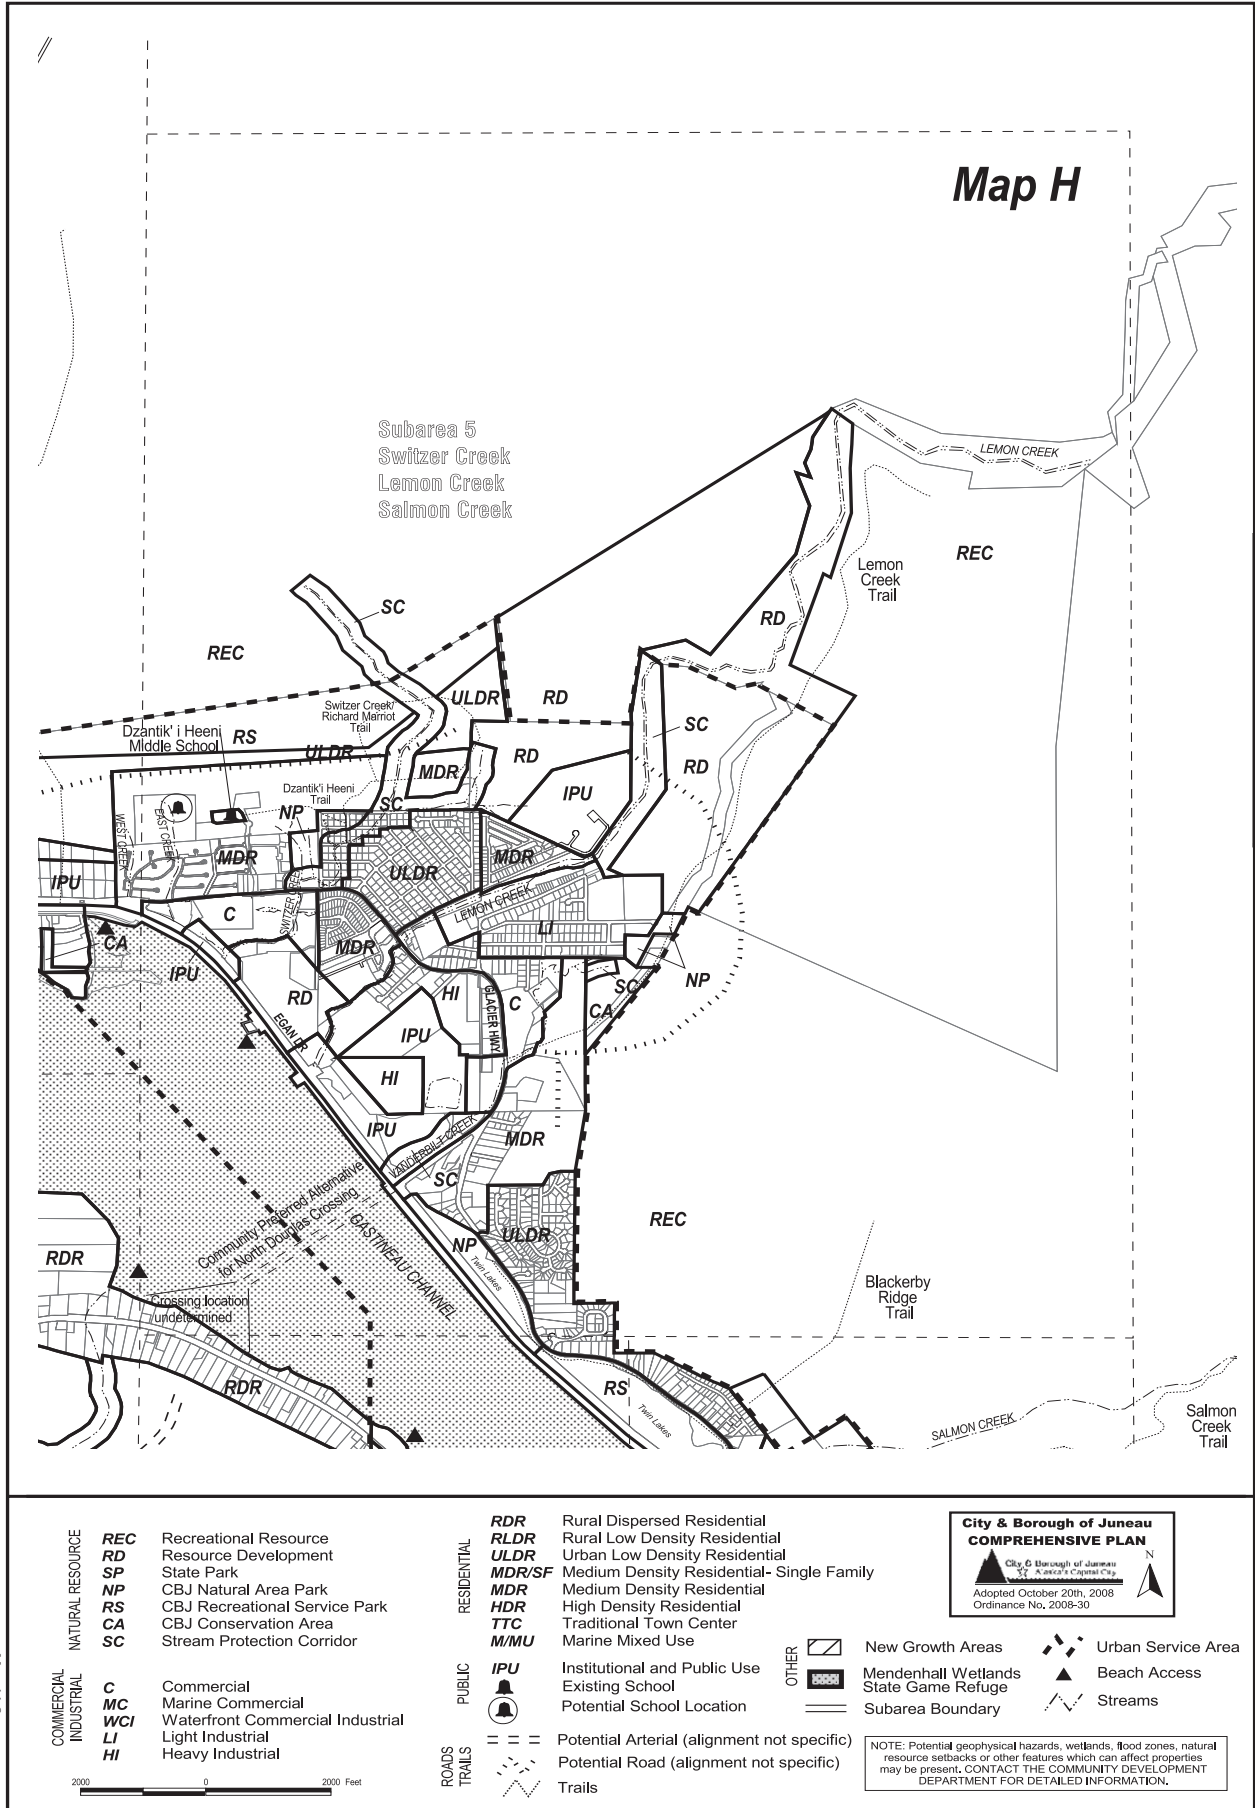 Map H
Subarea 5
Switzer Creek
Lemon Creek
Salmon Creek
LEMON CREEK
REC
Lemon
Creek
Trail
SC
RD
REC
ULDR
RD
Switzer Creek/
Richard Marriot
Trail
SC
Dzantik' i Heeni
Middle School
RS
ULDR
RD
RD
MDR
Dzantik'i Heeni
Trail
IPU
NP
SC
WEST CREEK
EAST CREEK
MDR
MDR
ULDR
IPU
SWITZER CREEK
LEMON CREEK
C
LI
CA
MDR
IPU
NP
SC
HI
RD
C
CA
GLACIER HWY
EGAN DR
IPU
HI
IPU
VANDERBILT CREEK
MDR
SC
Community Preferred Alternative
for North Douglas Crossing
GASTINEAU CHANNEL
REC
ULDR
NP
RDR
Twin Lakes
Crossing location
undetermined
Blackerby
Ridge
Trail
RDR
RS
Twin Lakes
SALMON CREEK
Salmon
Creek
Trail
NATURAL RESOURCE
REC Recreational Resource
RD Resource Development
SP State Park
NP CBJ Natural Area Park
RS CBJ Recreational Service Park
CA CBJ Conservation Area
SC Stream Protection Corridor
COMMERCIAL
INDUSTRIAL
C Commercial
MC Marine Commercial
WCI Waterfront Commercial Industrial
LI Light Industrial
HI Heavy Industrial
2000 0 2000 Feet
RESIDENTIAL
RDR Rural Dispersed Residential
RLDR Rural Low Density Residential
ULDR Urban Low Density Residential
MDR/SF Medium Density Residential- Single Family
MDR Medium Density Residential
HDR High Density Residential
TTC Traditional Town Center
M/MU Marine Mixed Use
PUBLIC
IPU Institutional and Public Use
Existing School
Potential School Location
ROADS
TRAILS
Potential Arterial (alignment not specific)
Potential Road (alignment not specific)
Trails
City & Borough of Juneau
COMPREHENSIVE PLAN
City & Borough of Juneau
Alaska's Capital City
N
Adopted October 20th, 2008
Ordinance No. 2008-30
OTHER
New Growth Areas
Mendenhall Wetlands
State Game Refuge
Subarea Boundary
Urban Service Area
Beach Access
Streams
NOTE: Potential geophysical hazards, wetlands, flood zones, natural
resource setbacks or other features which can affect properties
may be present. CONTACT THE COMMUNITY DEVELOPMENT
DEPARTMENT FOR DETAILED INFORMATION.